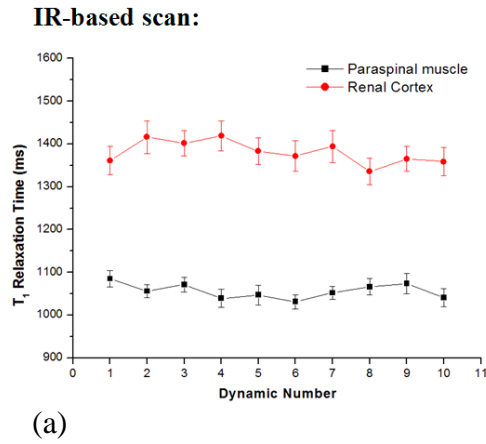 IR-based scan:
Paraspinal muscle
Renal Cortex
T1 Relaxation Time (ms)
1600
1500
1400
1300
1200
1100
1000
900
0 1 2 3 4 5 6 7 8 9 10 11
Dynamic Number
(a)